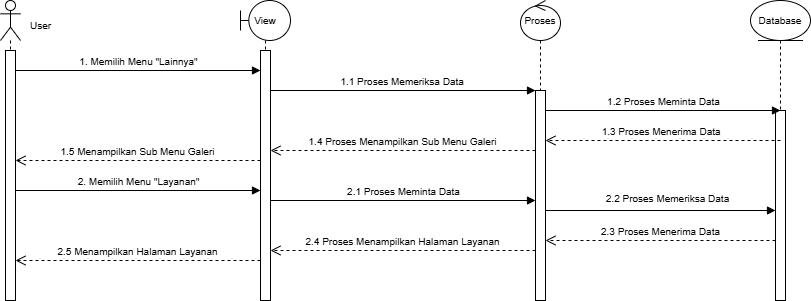 User
View
Proses
Database
1. Memilih Menu "Lainnya"
1.1 Proses Memeriksa Data
1.2 Proses Meminta Data
1.3 Proses Menerima Data
1.4 Proses Menampilkan Sub Menu Galeri
1.5 Menampilkan Sub Menu Galeri
2. Memilih Menu "Layanan"
2.1 Proses Meminta Data
2.2 Proses Memeriksa Data
2.3 Proses Menerima Data
2.4 Proses Menampilkan Halaman Layanan
2.5 Menampilkan Halaman Layanan